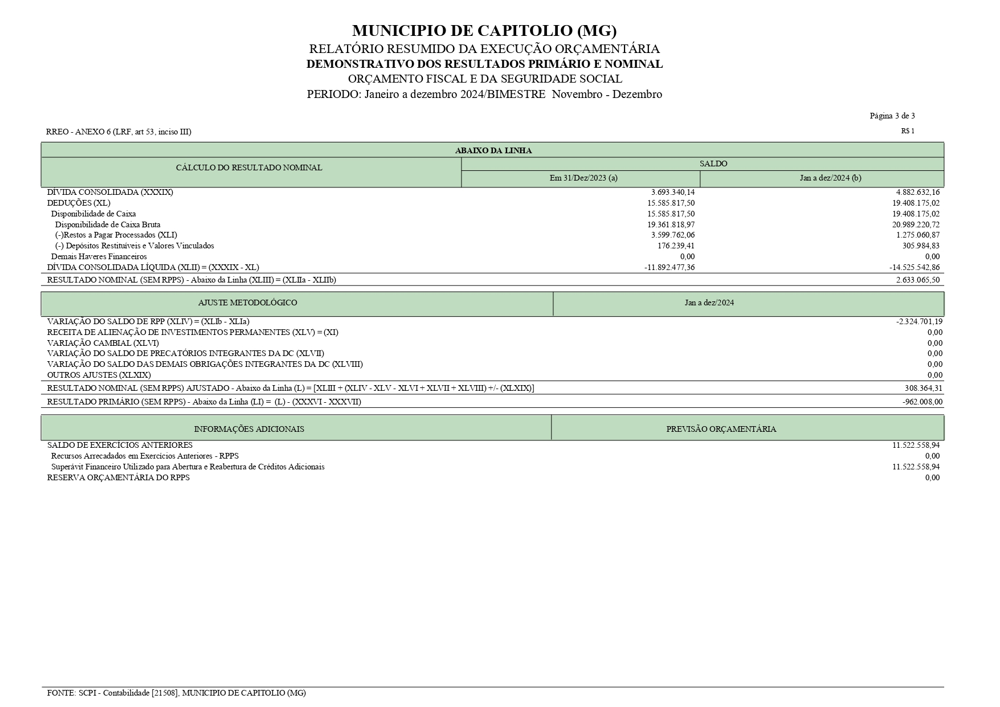 MUNICIPIO DE CAPITOLIO (MG)
RELATÓRIO RESUMIDO DA EXECUÇÃO ORÇAMENTÁRIA
DEMONSTRATIVO DOS RESULTADOS PRIMÁRIO E NOMINAL
ORÇAMENTO FISCAL E DA SEGURIDADE SOCIAL
PERIODO: Janeiro a dezembro 2024/BIMESTRE  Novembro - Dezembro
Página 3 de 3
RREO - ANEXO 6 (LRF, art 53, inciso III) R$ 1
ABAIXO DA LINHA
CÁLCULO DO RESULTADO NOMINAL SALDO
Em 31/Dez/2023 (a) Jan a dez/2024 (b)
DÍVIDA CONSOLIDADA (XXXIX) 3.693.340,14 4.882.632,16
DEDUÇÕES (XL) 15.585.817,50 19.408.175,02
Disponibilidade de Caixa 15.585.817,50 19.408.175,02
Disponibilidade de Caixa Bruta 19.361.818,97 20.989.220,72
(-)Restos a Pagar Processados (XLI) 3.599.762,06 1.275.060,87
(-) Depósitos Restituíveis e Valores Vinculados 176.239,41 305.984,83
Demais Haveres Financeiros 0,00 0,00
DÍVIDA CONSOLIDADA LÍQUIDA (XLII) = (XXXIX - XL) -11.892.477,36 -14.525.542,86
RESULTADO NOMINAL (SEM RPPS) - Abaixo da Linha (XLIII) = (XLIIa - XLIIb) 2.633.065,50
AJUSTE METODOLÓGICO Jan a dez/2024
VARIAÇÃO DO SALDO DE RPP (XLIV) = (XLIb - XLIa) -2.324.701,19
RECEITA DE ALIENAÇÃO DE INVESTIMENTOS PERMANENTES (XLV) = (XI) 0,00
VARIAÇÃO CAMBIAL (XLVI) 0,00
VARIAÇÃO DO SALDO DE PRECATÓRIOS INTEGRANTES DA DC (XLVII) 0,00
VARIAÇÃO DO SALDO DAS DEMAIS OBRIGAÇÕES INTEGRANTES DA DC (XLVIII) 0,00
OUTROS AJUSTES (XLXIX) 0,00
RESULTADO NOMINAL (SEM RPPS) AJUSTADO - Abaixo da Linha (L) = [XLIII + (XLIV - XLV - XLVI + XLVII + XLVIII) +/- (XLXIX)] 308.364,31
RESULTADO PRIMÁRIO (SEM RPPS) - Abaixo da Linha (LI) =  (L) - (XXXVI - XXXVII) -962.008,00
INFORMAÇÕES ADICIONAIS PREVISÃO ORÇAMENTÁRIA
SALDO DE EXERCÍCIOS ANTERIORES 11.522.558,94
Recursos Arrecadados em Exercícios Anteriores - RPPS 0,00
Superávit Financeiro Utilizado para Abertura e Reabertura de Créditos Adicionais 11.522.558,94
RESERVA ORÇAMENTÁRIA DO RPPS 0,00
FONTE: SCPI - Contabilidade [21508], MUNICIPIO DE CAPITOLIO (MG)